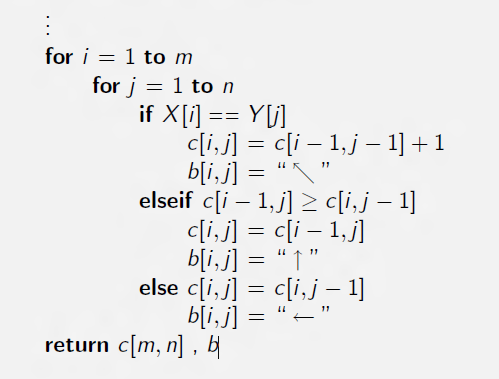 ⋮
for i = 1 to m
for j = 1 to n
if X[i] == Y[j]
c[i, j] = c[i − 1, j − 1] + 1
b[i, j] = “↖”
elseif c[i − 1, j] ≥ c[i, j − 1]
c[i, j] = c[i − 1, j]
b[i, j] = “↑”
else c[i, j] = c[i, j − 1]
b[i, j] = “←”
return c[m, n] , b